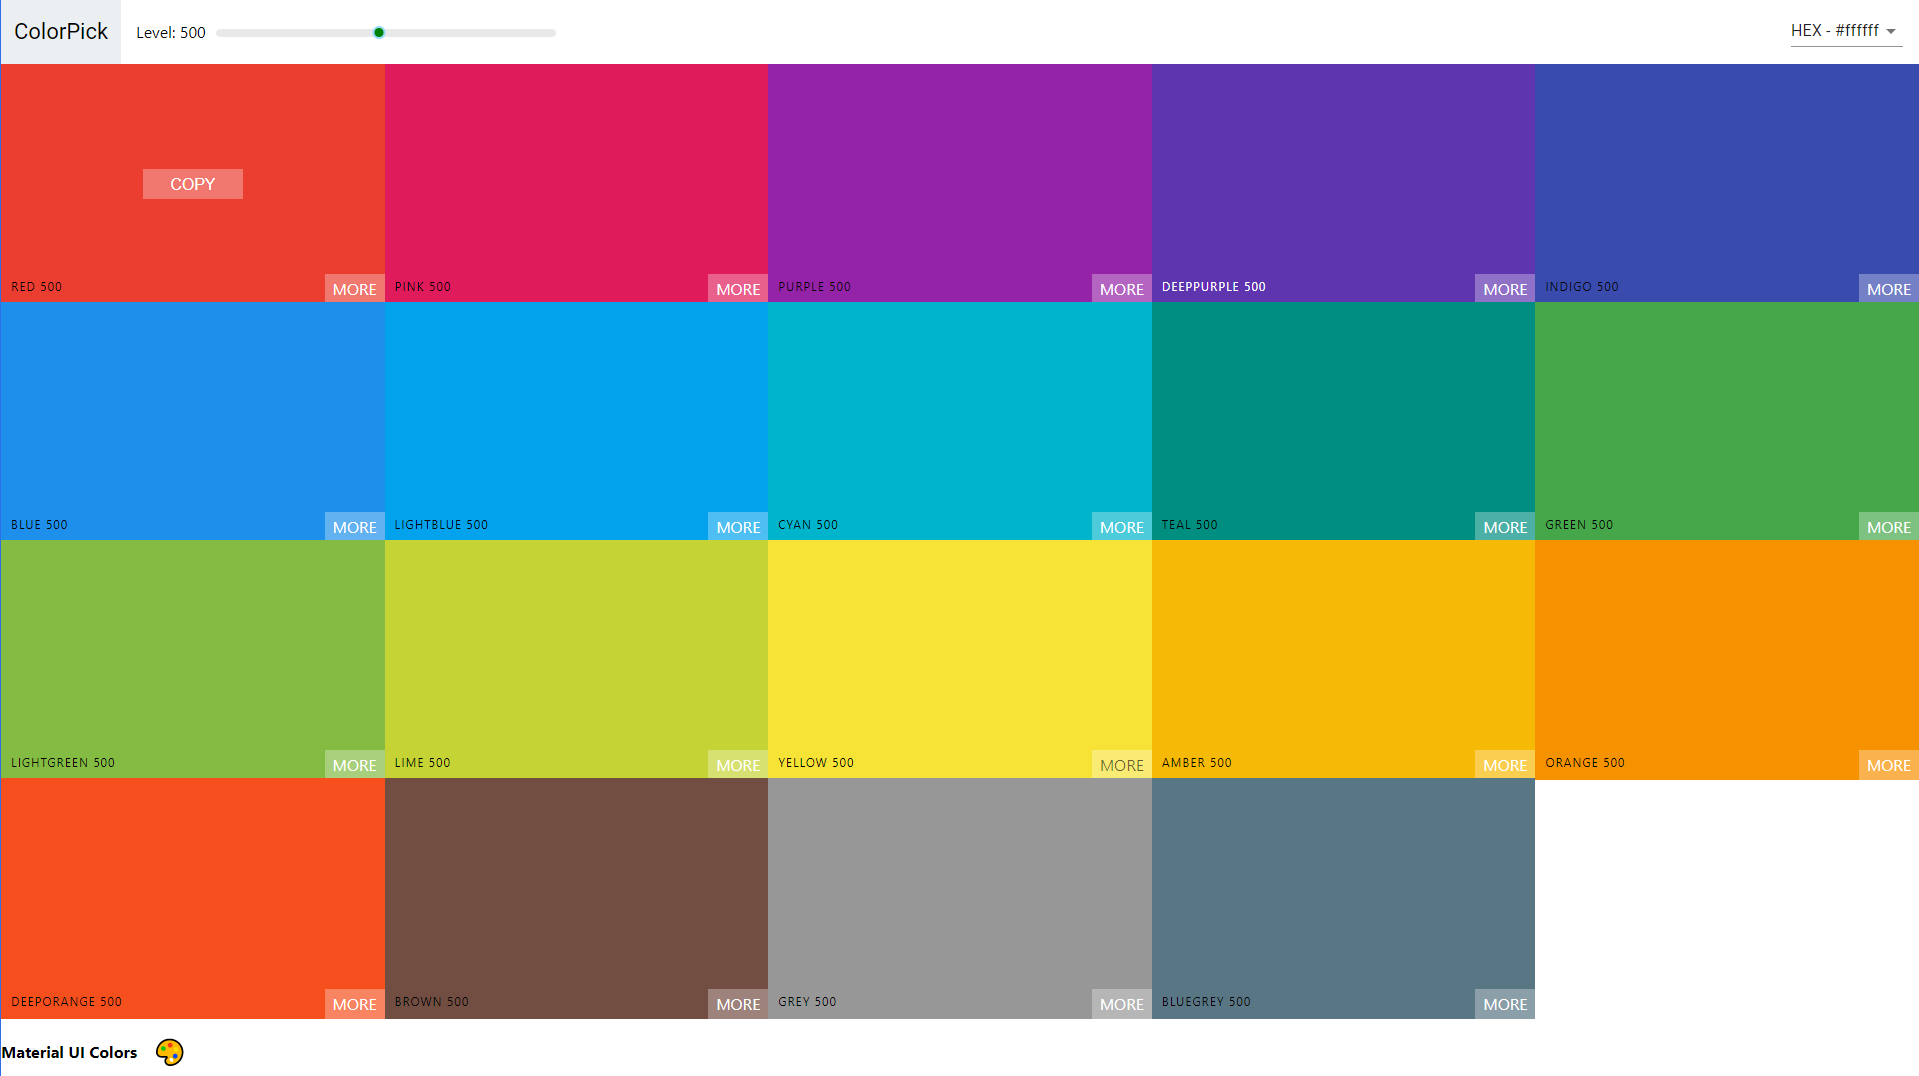 ColorPick Level: 500 HEX - #ffffff
COPY
RED 500 MORE PINK 500 MORE PURPLE 500 MORE DEEPPURPLE 500 MORE INDIGO 500 MORE
BLUE 500 MORE LIGHTBLUE 500 MORE CYAN 500 MORE TEAL 500 MORE GREEN 500 MORE
LIGHTGREEN 500 MORE LIME 500 MORE YELLOW 500 MORE AMBER 500 MORE ORANGE 500 MORE
DEEPORANGE 500 MORE BROWN 500 MORE GREY 500 MORE BLUEGREY 500 MORE
Material UI Colors